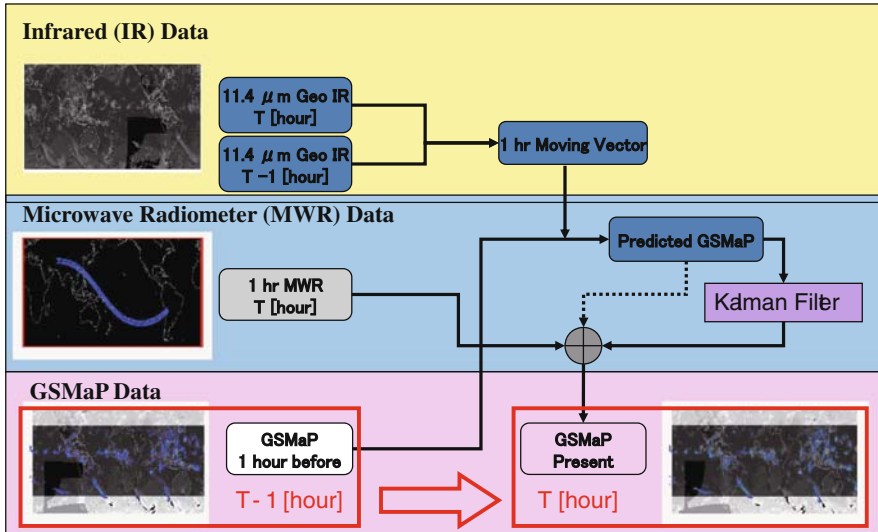 Infrared (IR) Data
11.4 μm Geo IR
T [hour]
11.4 μm Geo IR
T -1 [hour]
1 hr Moving Vector
Microwave Radiometer (MWR) Data
Predicted GSMaP
1 hr MWR
T [hour]
Kalman Filter
GSMaP Data
GSMaP
1 hour before
T - 1 [hour]
GSMaP
Present
T [hour]